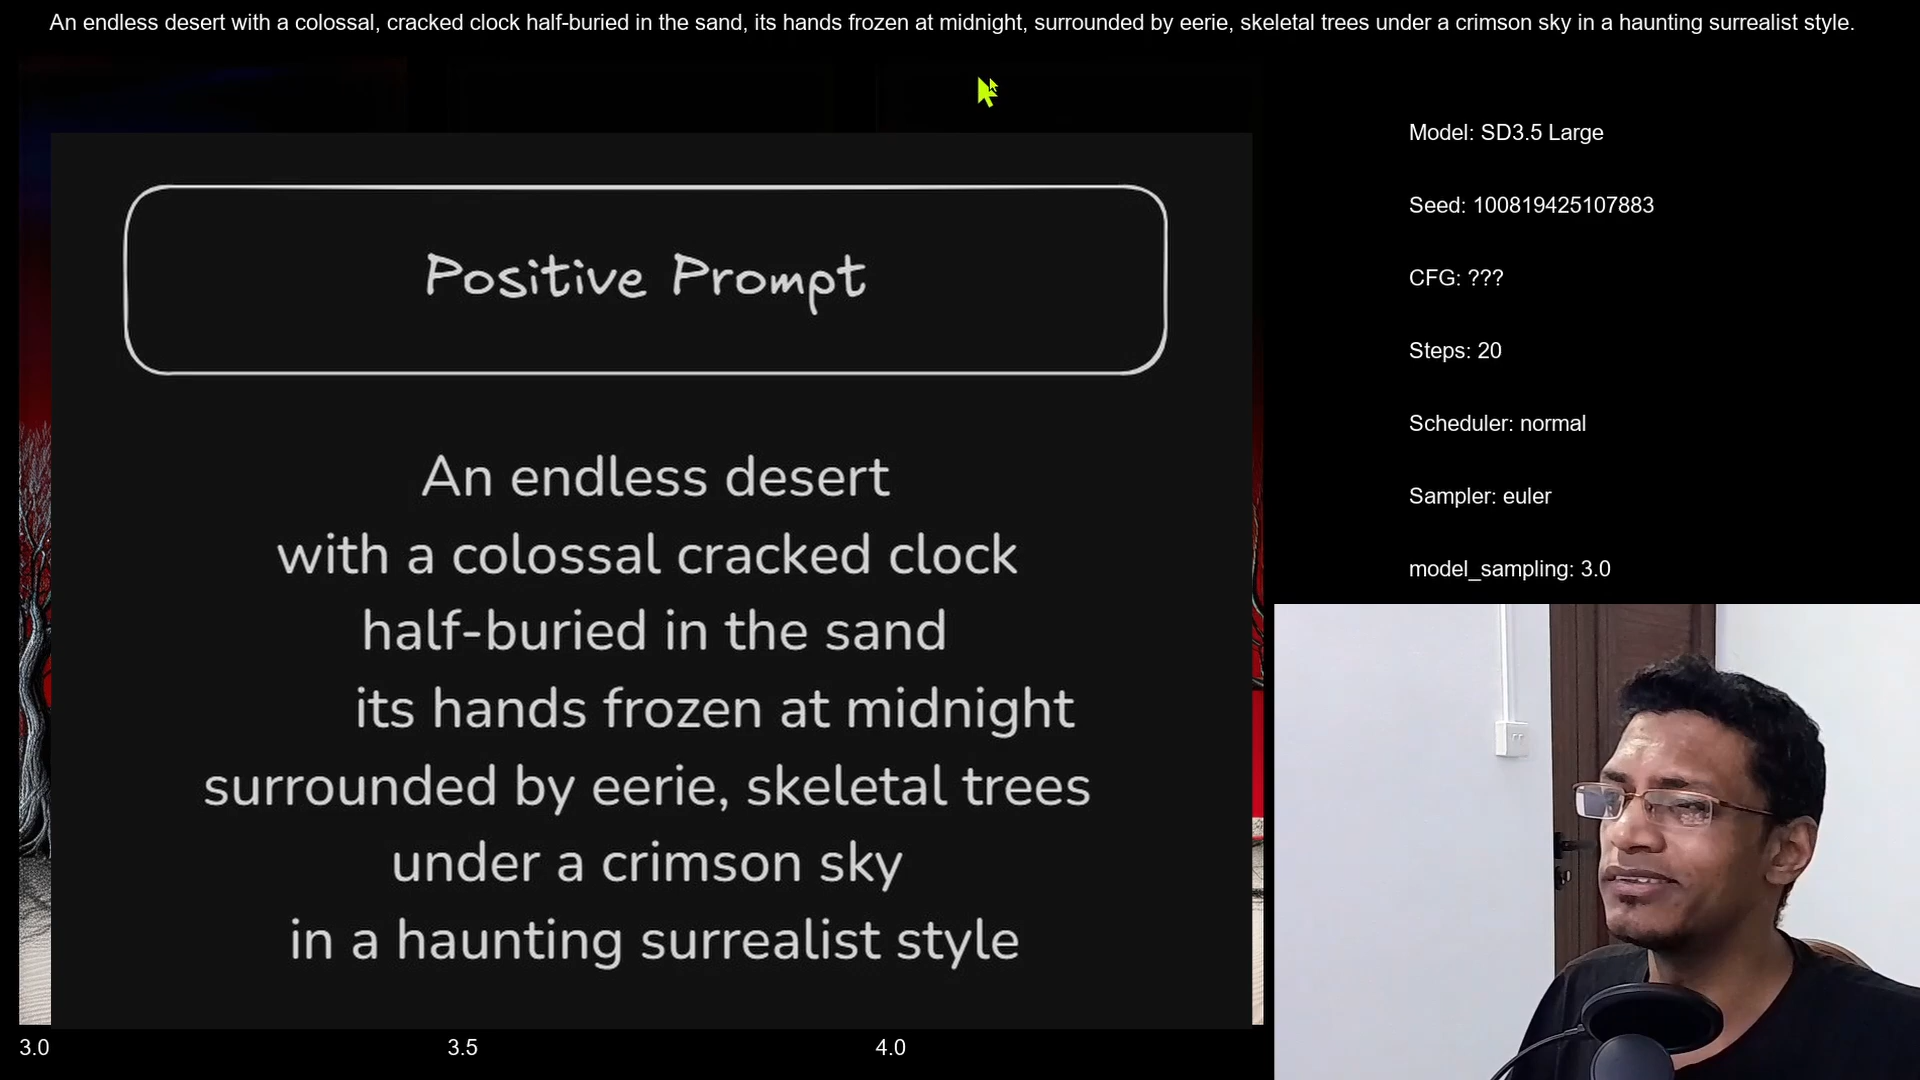 An endless desert with a colossal, cracked clock half-buried in the sand, its hands frozen at midnight, surrounded by eerie, skeletal trees under a crimson sky in a haunting surrealist style.
Positive Prompt
An endless desert
with a colossal cracked clock
half-buried in the sand
its hands frozen at midnight
surrounded by eerie, skeletal trees
under a crimson sky
in a haunting surrealist style
3.0
3.5
4.0
Model: SD3.5 Large
Seed: 100819425107883
CFG: ???
Steps: 20
Scheduler: normal
Sampler: euler
model_sampling: 3.0